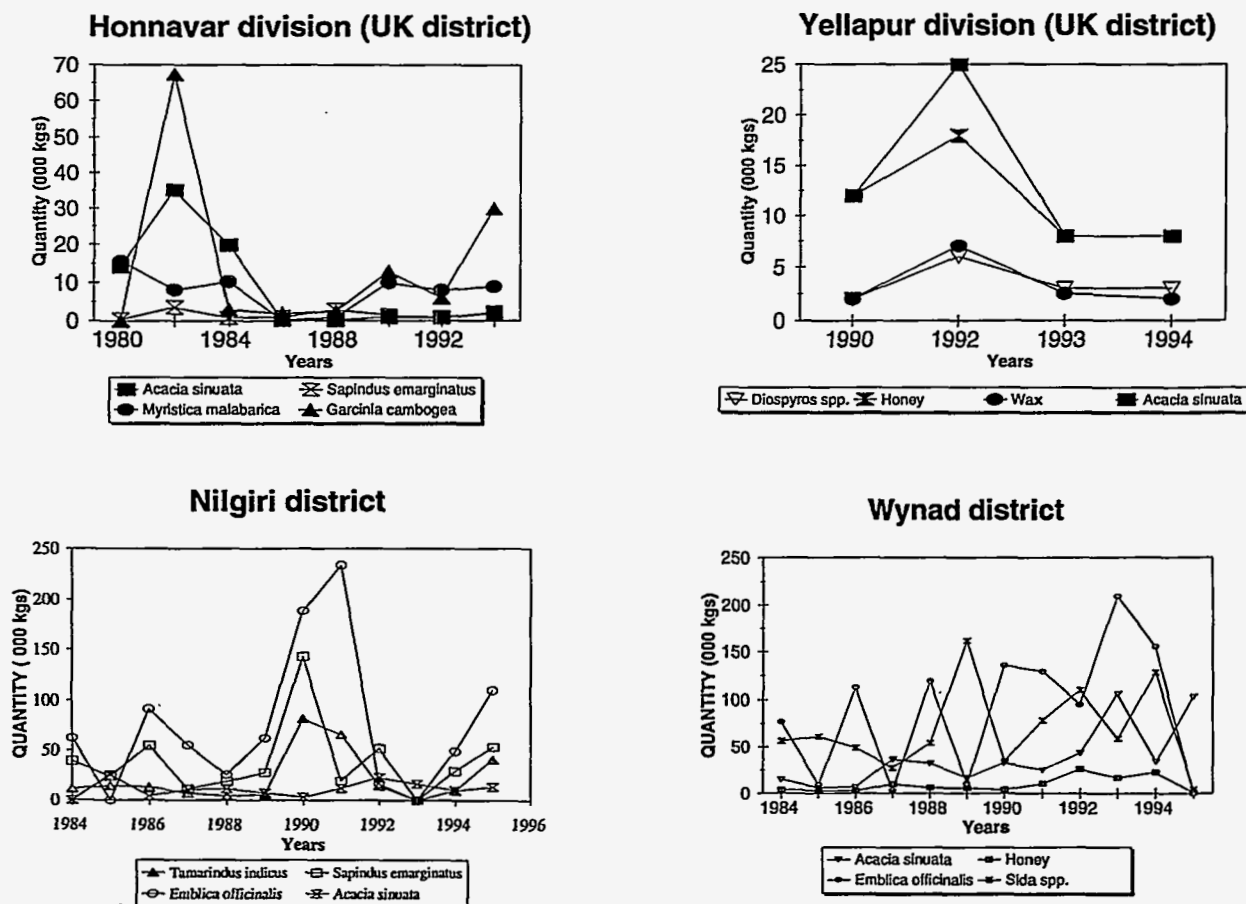 Honnavar division (UK district)
70
60
50
40
30
20
10
0
Quantity (000 kgs)
1980 1984 1988 1992
Years
Acacia sinuata Sapindus emarginatus
Myristica malabarica Garcinia cambogea
Yellapur division (UK district)
25
20
15
10
5
0
Quantity (000 kgs)
1990 1992 1993 1994
Years
Diospyros spp. Honey Wax Acacia sinuata
Nilgiri district
250
200
150
100
50
0
QUANTITY ( 000 kgs)
1984 1986 1988 1990 1992 1994 1996
Years
Tamarindus indicus Sapindus emarginatus
Emblica officinalis Acacia sinuata
Wynad district
250
200
150
100
50
0
QUANTITY (000 kgs)
1984 1986 1988 1990 1992 1994
Years
Acacia sinuata Honey
Emblica officinalis Sida spp.